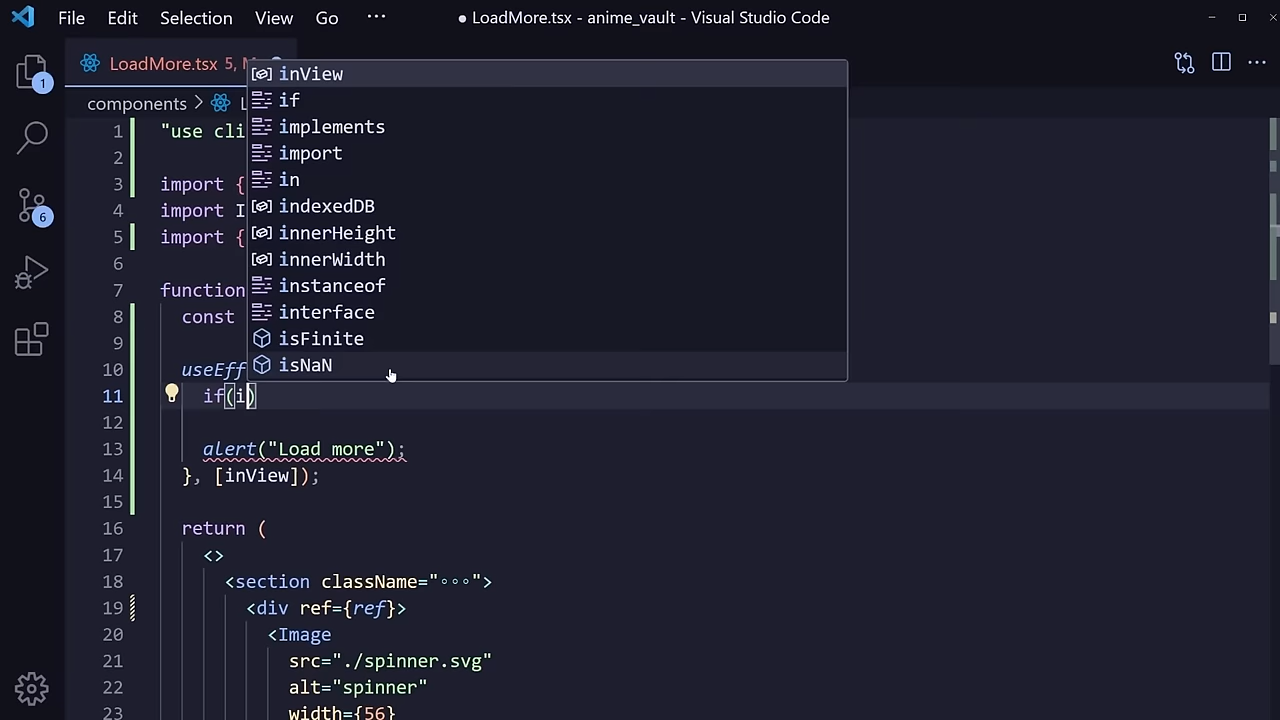 File Edit Selection View Go ··· ● LoadMore.tsx - anime_vault - Visual Studio Code
LoadMore.tsx 5, M
components > L
1 "use cli
2
3 import {
4 import I
5 import {
6
7 function
8 const
9
10 useEff
11 if(i)
12
13 alert("Load more");
14 }, [inView]);
15
16 return (
17 <>
18 <section className="∘∘∘">
19 <div ref={ref}>
20 <Image
21 src="./spinner.svg"
22 alt="spinner"
23 width={56}
inView
if
implements
import
in
indexedDB
innerHeight
innerWidth
instanceof
interface
isFinite
isNaN
1
6